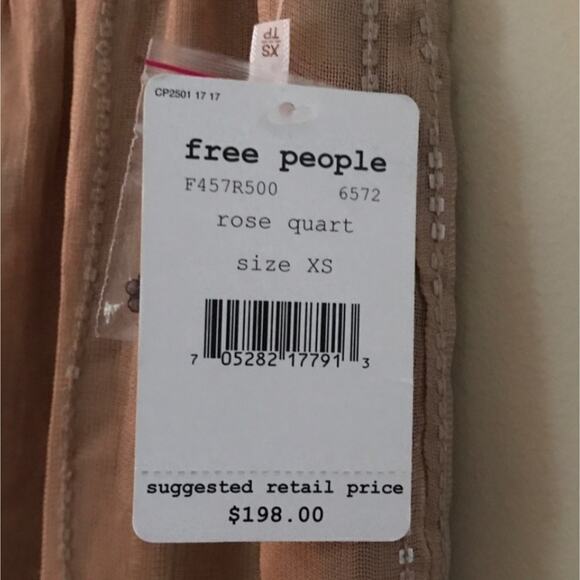 XS
TP
CP2501 17 17
free people
F457R500 6572
rose quart
size XS
7 05282 17791 3
suggested retail price
$198.00